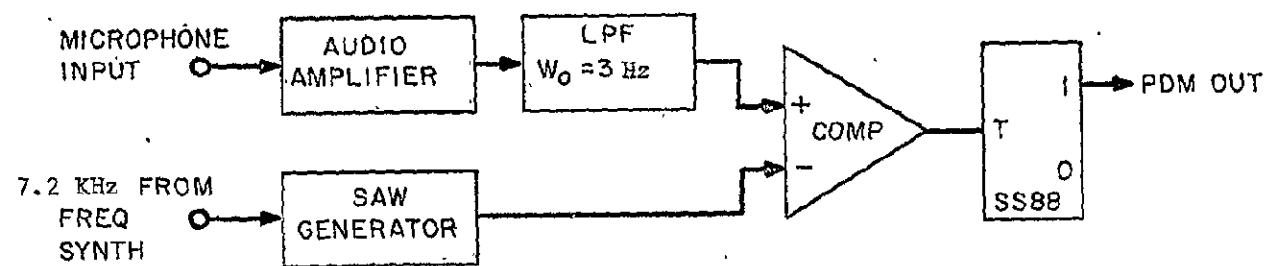 MICROPHONE
INPUT
AUDIO
AMPLIFIER
LPF
W₀ = 3 Hz
+
COMP
−
T
1
0
SS88
PDM OUT
7.2 KHz FROM
FREQ
SYNTH
SAW
GENERATOR